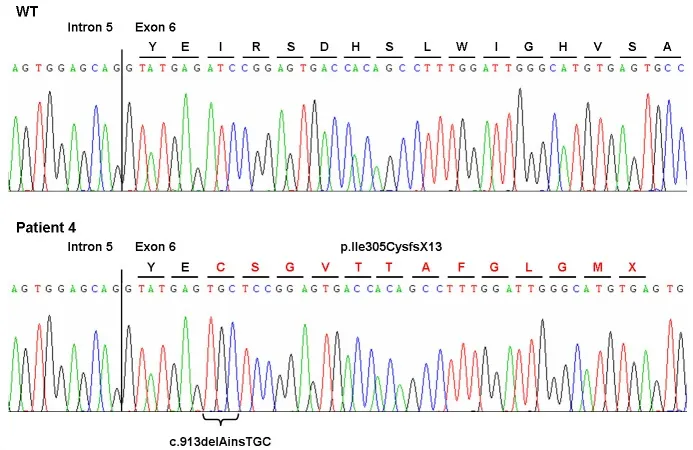 WT
Intron 5 Exon 6
Y E I R S D H S L W I G H V S A
A G T G G A G C A G G T A T G A G A T C C G G A G T G A C C A C A G C C T T T G G A T T G G G C A T G T G A G T G C C
Patient 4
Intron 5 Exon 6 p.Ile305CysfsX13
Y E C S G V T T A F G L G M X
A G T G G A G C A G G T A T G A G T G C T C C G G A G T G A C C A C A G C C T T T G G A T T G G G C A T G T G A G T G
c.913delAinsTGC